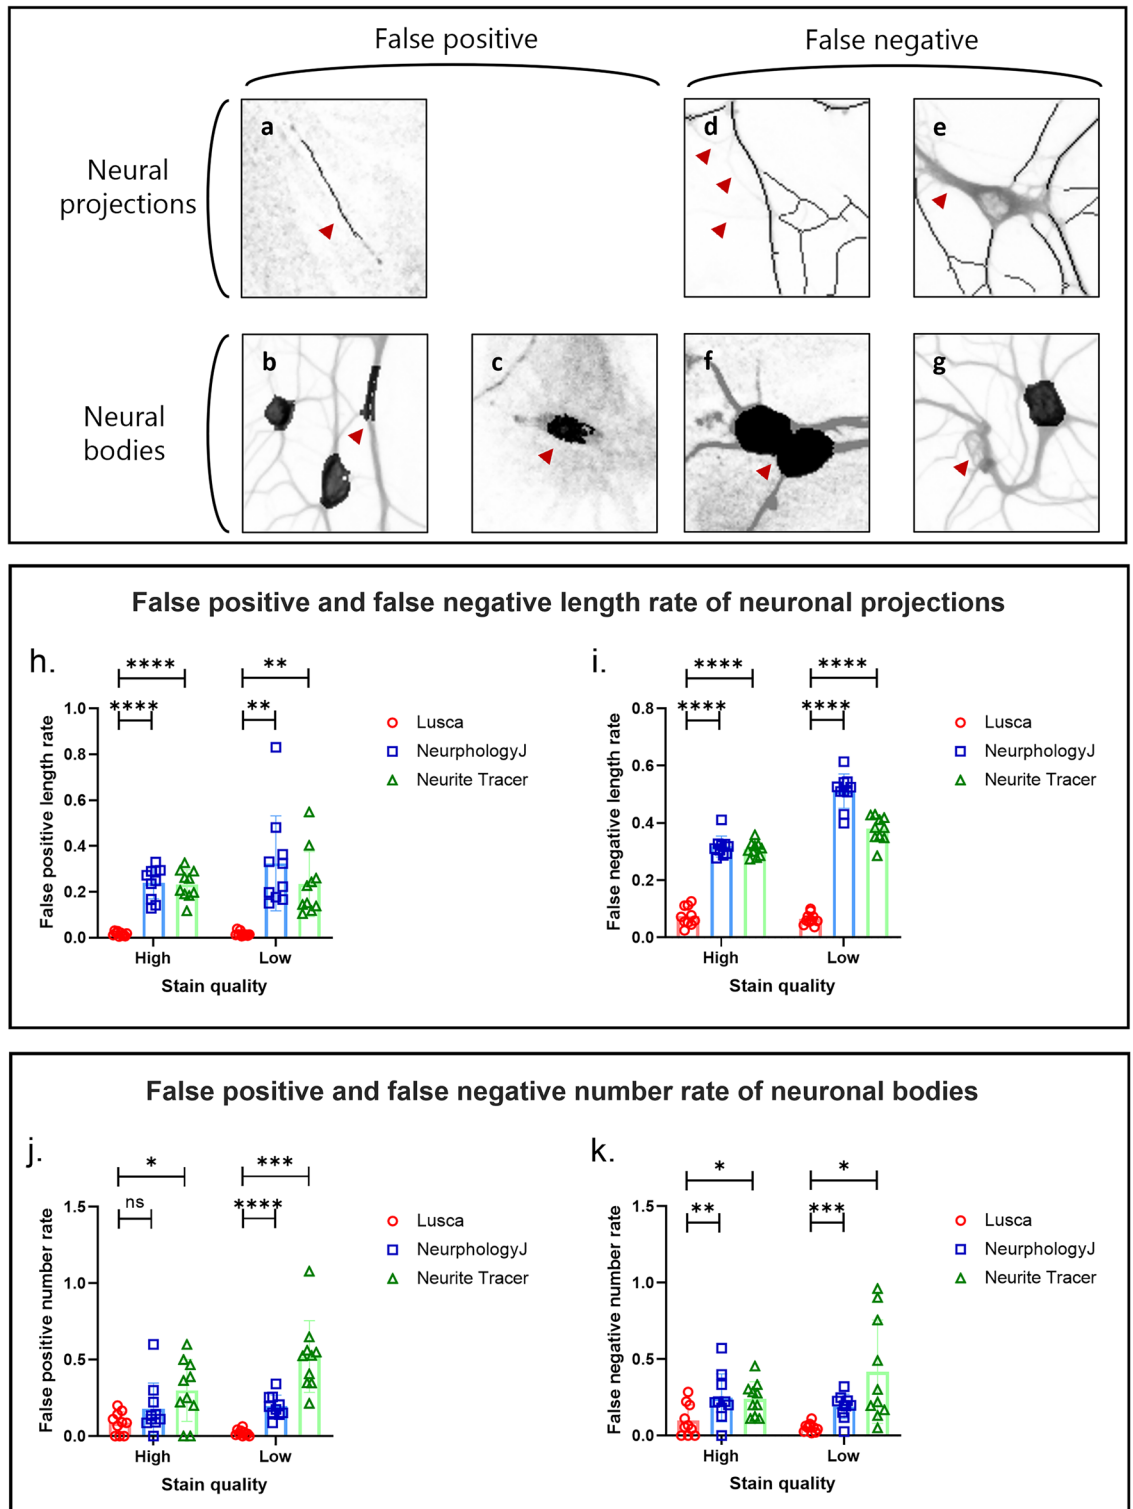 False positive
False negative
Neural
projections
a
d
e
Neural
bodies
b
c
f
g
False positive and false negative length rate of neuronal projections
h.
****
**
****
**
1.0
0.8
0.6
0.4
0.2
0.0
False positive length rate
High
Low
Stain quality
Lusca
NeurphologyJ
Neurite Tracer
i.
****
****
****
****
0.8
0.6
0.4
0.2
0.0
False negative length rate
High
Low
Stain quality
Lusca
NeurphologyJ
Neurite Tracer
False positive and false negative number rate of neuronal bodies
j.
*
***
ns
****
1.5
1.0
0.5
0.0
False positive number rate
High
Low
Stain quality
Lusca
NeurphologyJ
Neurite Tracer
k.
*
*
**
***
1.5
1.0
0.5
0.0
False negative number rate
High
Low
Stain quality
Lusca
NeurphologyJ
Neurite Tracer